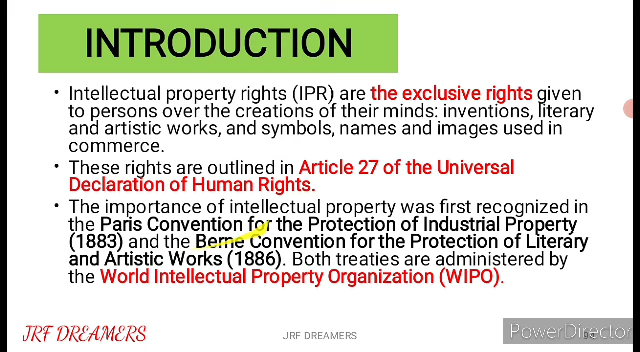 INTRODUCTION
• Intellectual property rights (IPR) are the exclusive rights given
to persons over the creations of their minds: inventions, literary
and artistic works, and symbols, names and images used in
commerce.
• These rights are outlined in Article 27 of the Universal
Declaration of Human Rights.
• The importance of intellectual property was first recognized in
the Paris Convention for the Protection of Industrial Property
(1883) and the Berne Convention for the Protection of Literary
and Artistic Works (1886). Both treaties are administered by
the World Intellectual Property Organization (WIPO).
JRF DREAMERS
JRF DREAMERS
PowerDirector